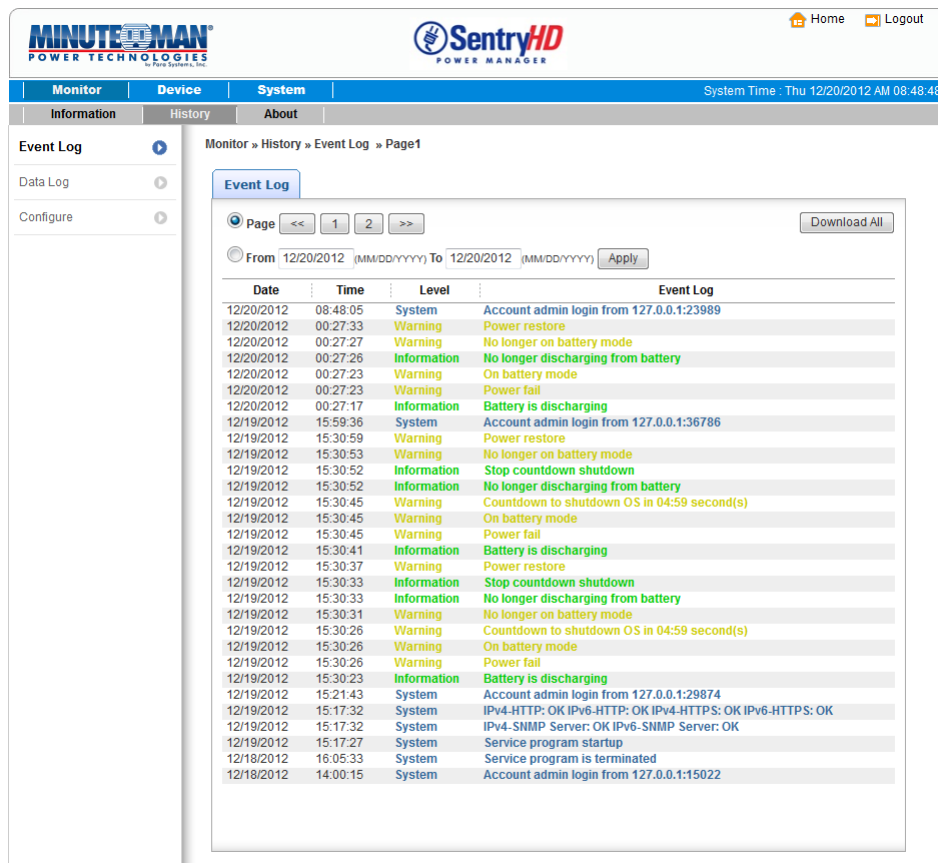 Home Logout
MINUTEMAN®
POWER TECHNOLOGIES
by Para Systems, Inc.
SentryHD
POWER MANAGER
Monitor Device System System Time : Thu 12/20/2012 AM 08:48:48
Information History About
Event Log
Data Log
Configure
Monitor » History » Event Log » Page1
Event Log
Page << 1 2 >> Download All
From 12/20/2012 (MM/DD/YYYY) To 12/20/2012 (MM/DD/YYYY) Apply
Date Time Level Event Log
12/20/2012 08:48:05 System Account admin login from 127.0.0.1:23989
12/20/2012 00:27:33 Warning Power restore
12/20/2012 00:27:27 Warning No longer on battery mode
12/20/2012 00:27:26 Information No longer discharging from battery
12/20/2012 00:27:23 Warning On battery mode
12/20/2012 00:27:23 Warning Power fail
12/20/2012 00:27:17 Information Battery is discharging
12/19/2012 15:59:36 System Account admin login from 127.0.0.1:36786
12/19/2012 15:30:59 Warning Power restore
12/19/2012 15:30:53 Warning No longer on battery mode
12/19/2012 15:30:52 Information Stop countdown shutdown
12/19/2012 15:30:52 Information No longer discharging from battery
12/19/2012 15:30:45 Warning Countdown to shutdown OS in 04:59 second(s)
12/19/2012 15:30:45 Warning On battery mode
12/19/2012 15:30:45 Warning Power fail
12/19/2012 15:30:41 Information Battery is discharging
12/19/2012 15:30:37 Warning Power restore
12/19/2012 15:30:33 Information Stop countdown shutdown
12/19/2012 15:30:33 Information No longer discharging from battery
12/19/2012 15:30:31 Warning No longer on battery mode
12/19/2012 15:30:26 Warning Countdown to shutdown OS in 04:59 second(s)
12/19/2012 15:30:26 Warning On battery mode
12/19/2012 15:30:26 Warning Power fail
12/19/2012 15:30:23 Information Battery is discharging
12/19/2012 15:21:43 System Account admin login from 127.0.0.1:29874
12/19/2012 15:17:32 System IPv4-HTTP: OK IPv6-HTTP: OK IPv4-HTTPS: OK IPv6-HTTPS: OK
12/19/2012 15:17:32 System IPv4-SNMP Server: OK IPv6-SNMP Server: OK
12/19/2012 15:17:27 System Service program startup
12/18/2012 16:05:33 System Service program is terminated
12/18/2012 14:00:15 System Account admin login from 127.0.0.1:15022